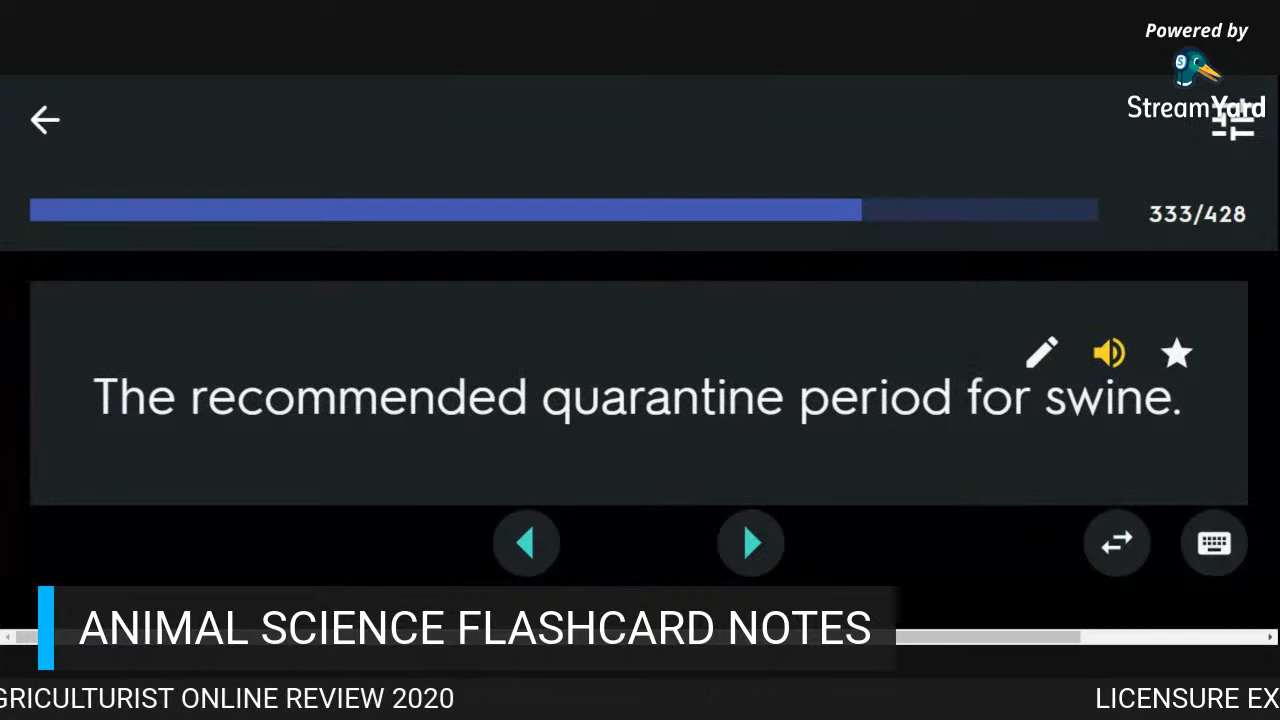 Powered by
StreamYard
333/428
The recommended quarantine period for swine.
ANIMAL SCIENCE FLASHCARD NOTES
GRICULTURIST ONLINE REVIEW 2020
LICENSURE EX